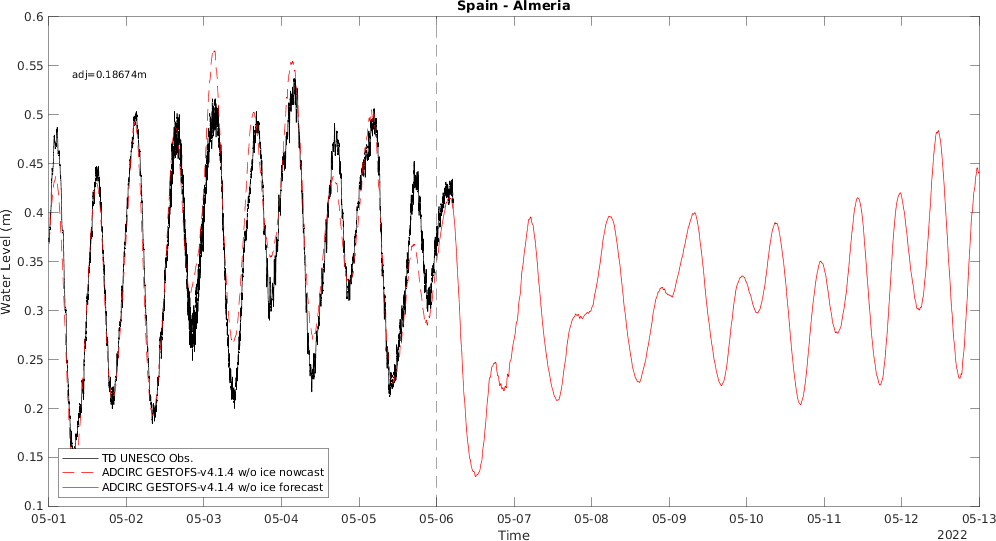 Spain - Almeria
adj=0.18674m
0.6
0.55
0.5
0.45
0.4
0.35
0.3
0.25
0.2
0.15
0.1
Water Level (m)
TD UNESCO Obs.
ADCIRC GESTOFS-v4.1.4 w/o ice nowcast
ADCIRC GESTOFS-v4.1.4 w/o ice forecast
05-01 05-02 05-03 05-04 05-05 05-06 05-07 05-08 05-09 05-10 05-11 05-12 05-13
Time
2022